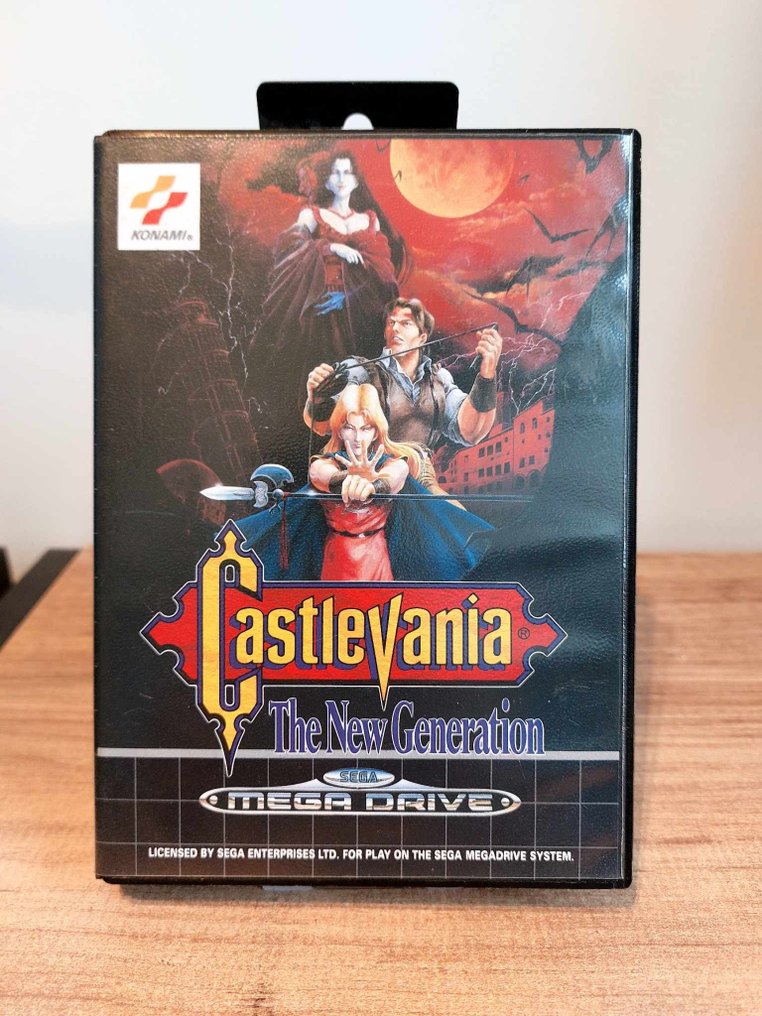 KONAMI®
Castlevania®
The New Generation
SEGA
MEGA DRIVE
LICENSED BY SEGA ENTERPRISES LTD. FOR PLAY ON THE SEGA MEGADRIVE SYSTEM.